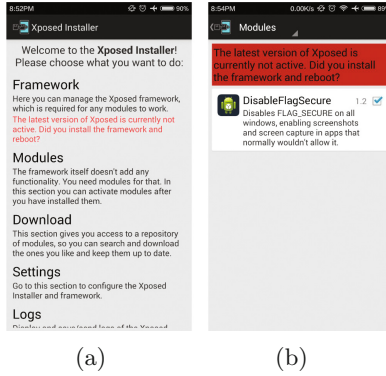 8:52PM
90%
Xposed Installer
Welcome to the Xposed Installer!
Please choose what you want to do:
Framework
Here you can manage the Xposed framework,
which is required for any modules to work.
The latest version of Xposed is currently not
active. Did you install the framework and
reboot?
Modules
The framework itself doesn't add any
functionality. You need modules for that. In
this section you can activate modules after
you have installed them.
Download
This section gives you access to a repository
of modules, so you can search and download
the ones you like and keep them up to date.
Settings
Go to this section to configure the Xposed
Installer and framework.
Logs
(a)
8:54PM 0.00K/s 89%
Modules
The latest version of Xposed is
currently not active. Did you install
the framework and reboot?
DisableFlagSecure 1.2
Disables FLAG_SECURE on all
windows, enabling screenshots
and screen capture in apps that
normally wouldn't allow it.
(b)